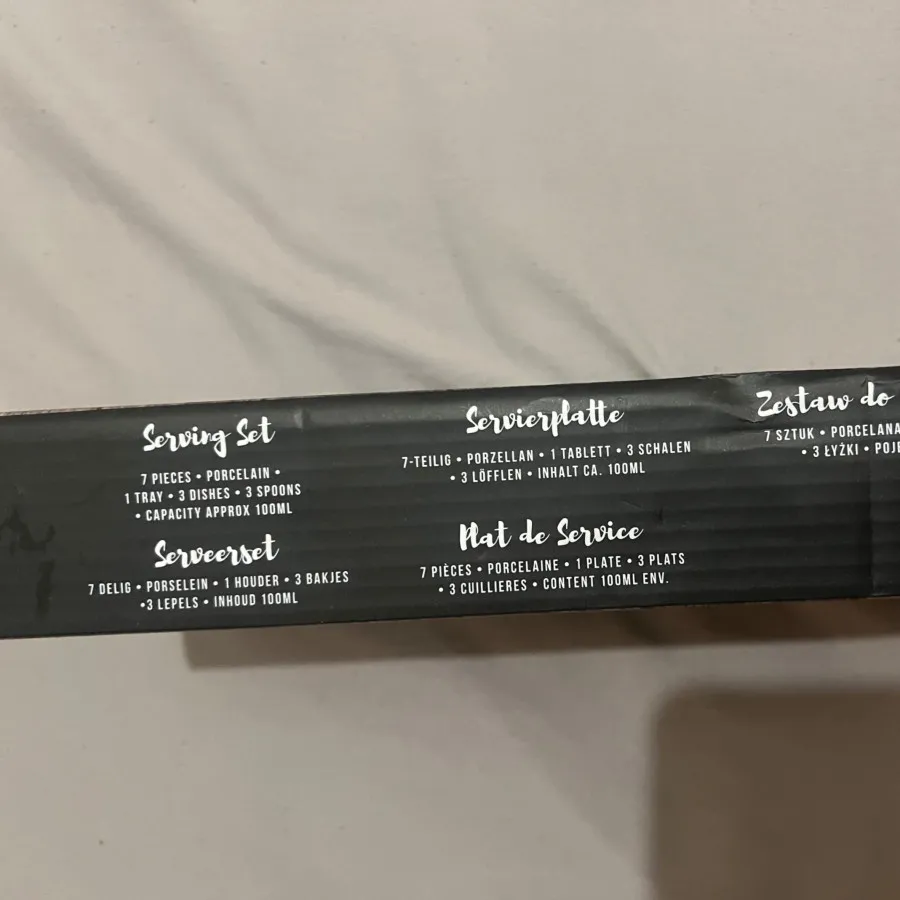 Serving Set
7 PIECES • PORCELAIN •
1 TRAY • 3 DISHES • 3 SPOONS
• CAPACITY APPROX 100ML
Serveerset
7 DELIG • PORSELEIN • 1 HOUDER • 3 BAKJES
•3 LEPELS • INHOUD 100ML
Servierplatte
7-TEILIG • PORZELLAN • 1 TABLETT • 3 SCHALEN
• 3 LÖFFLEN • INHALT CA. 100ML
Plat de Service
7 PIÈCES • PORCELAINE • 1 PLATE • 3 PLATS
• 3 CUILLIERES • CONTENT 100ML ENV.
Zestaw do
7 SZTUK • PORCELANA
• 3 ŁYŻKI •